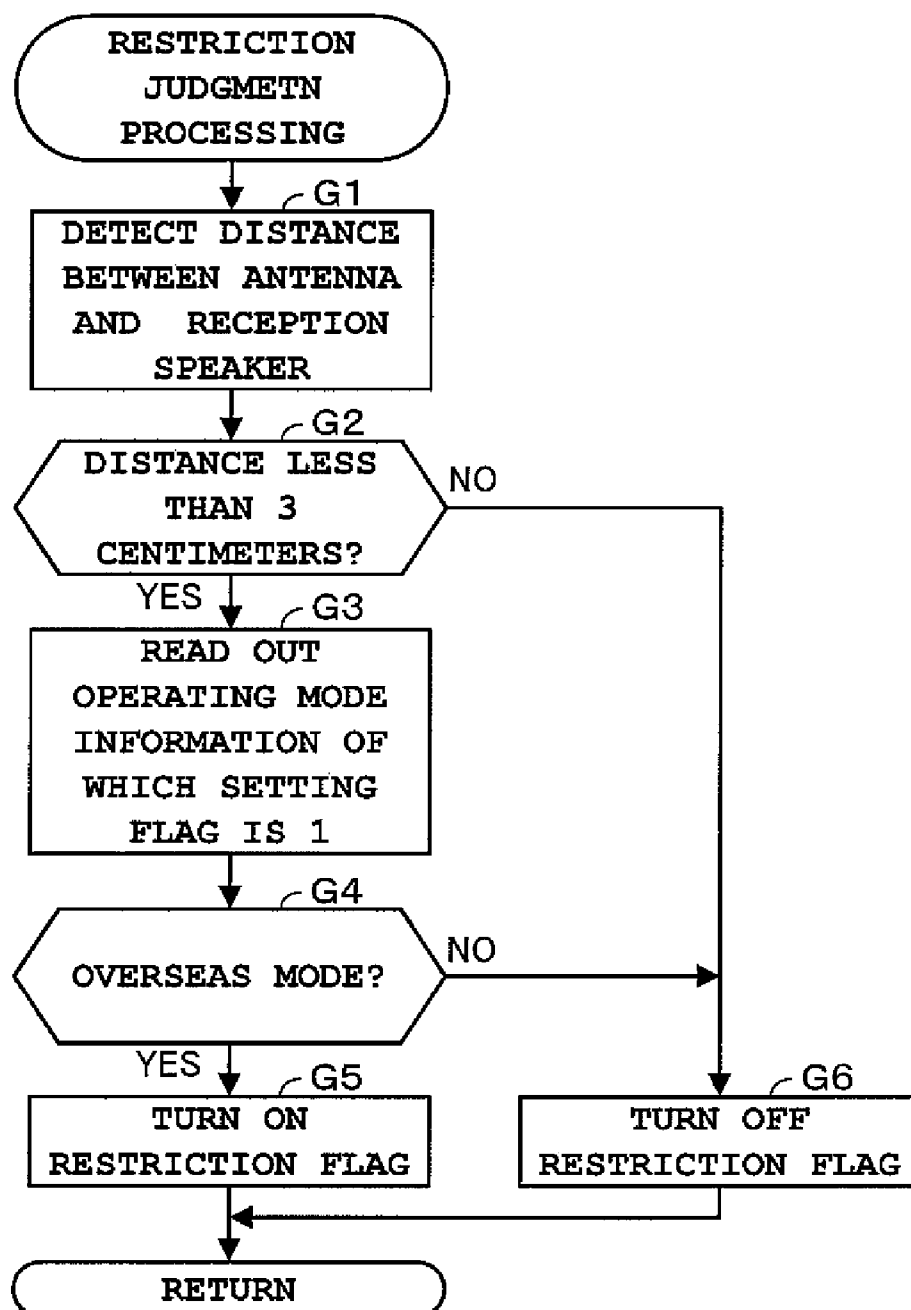 RESTRICTION
JUDGMETN
PROCESSING
G1
DETECT DISTANCE
BETWEEN ANTENNA
AND RECEPTION
SPEAKER
G2
DISTANCE LESS
THAN 3
CENTIMETERS?
NO
YES
G3
READ OUT
OPERATING MODE
INFORMATION OF
WHICH SETTING
FLAG IS 1
G4
OVERSEAS MODE?
NO
YES
G5
TURN ON
RESTRICTION FLAG
G6
TURN OFF
RESTRICTION FLAG
RETURN